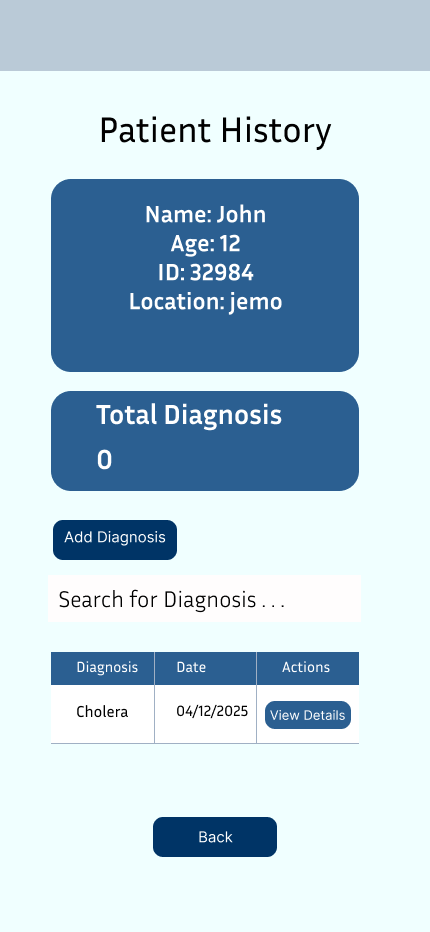 Patient History
Name: John
Age: 12
ID: 32984
Location: jemo
Total Diagnosis
0
Add Diagnosis
Search for Diagnosis . . .
Diagnosis Date Actions
Cholera 04/12/2025 View Details
Back